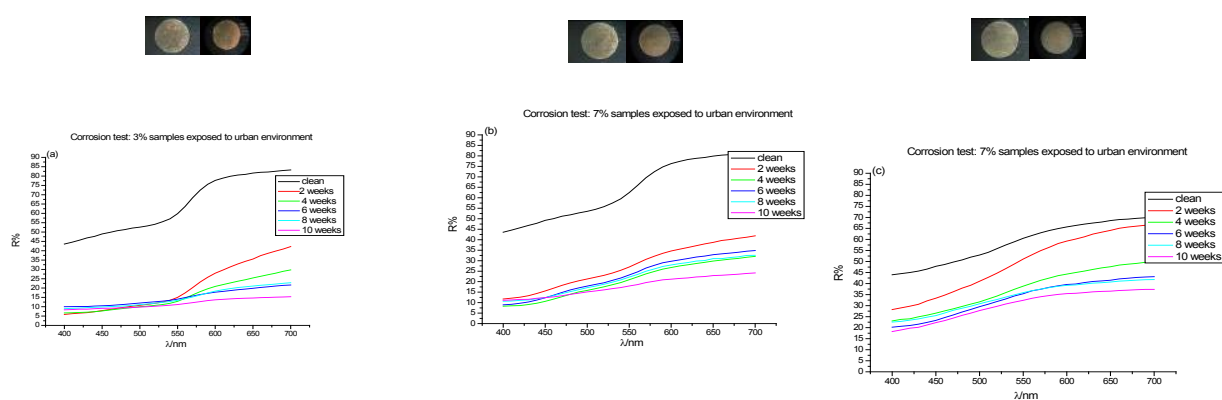 Corrosion test: 3% samples exposed to urban environment
(a)
90
85
80
75
70
65
60
55
50
45
40
35
30
25
20
15
10
5
0
R%
clean
2 weeks
4 weeks
6 weeks
8 weeks
10 weeks
400 450 500 550 600 650 700
λ/nm
Corrosion test: 7% samples exposed to urban environment
(b)
90
85
80
75
70
65
60
55
50
45
40
35
30
25
20
15
10
5
0
R%
clean
2 weeks
4 weeks
6 weeks
8 weeks
10 weeks
400 450 500 550 600 650 700
λ/nm
Corrosion test: 7% samples exposed to urban environment
(c)
90
85
80
75
70
65
60
55
50
45
40
35
30
25
20
15
10
5
0
R%
clean
2 weeks
4 weeks
6 weeks
8 weeks
10 weeks
400 450 500 550 600 650 700
λ/nm